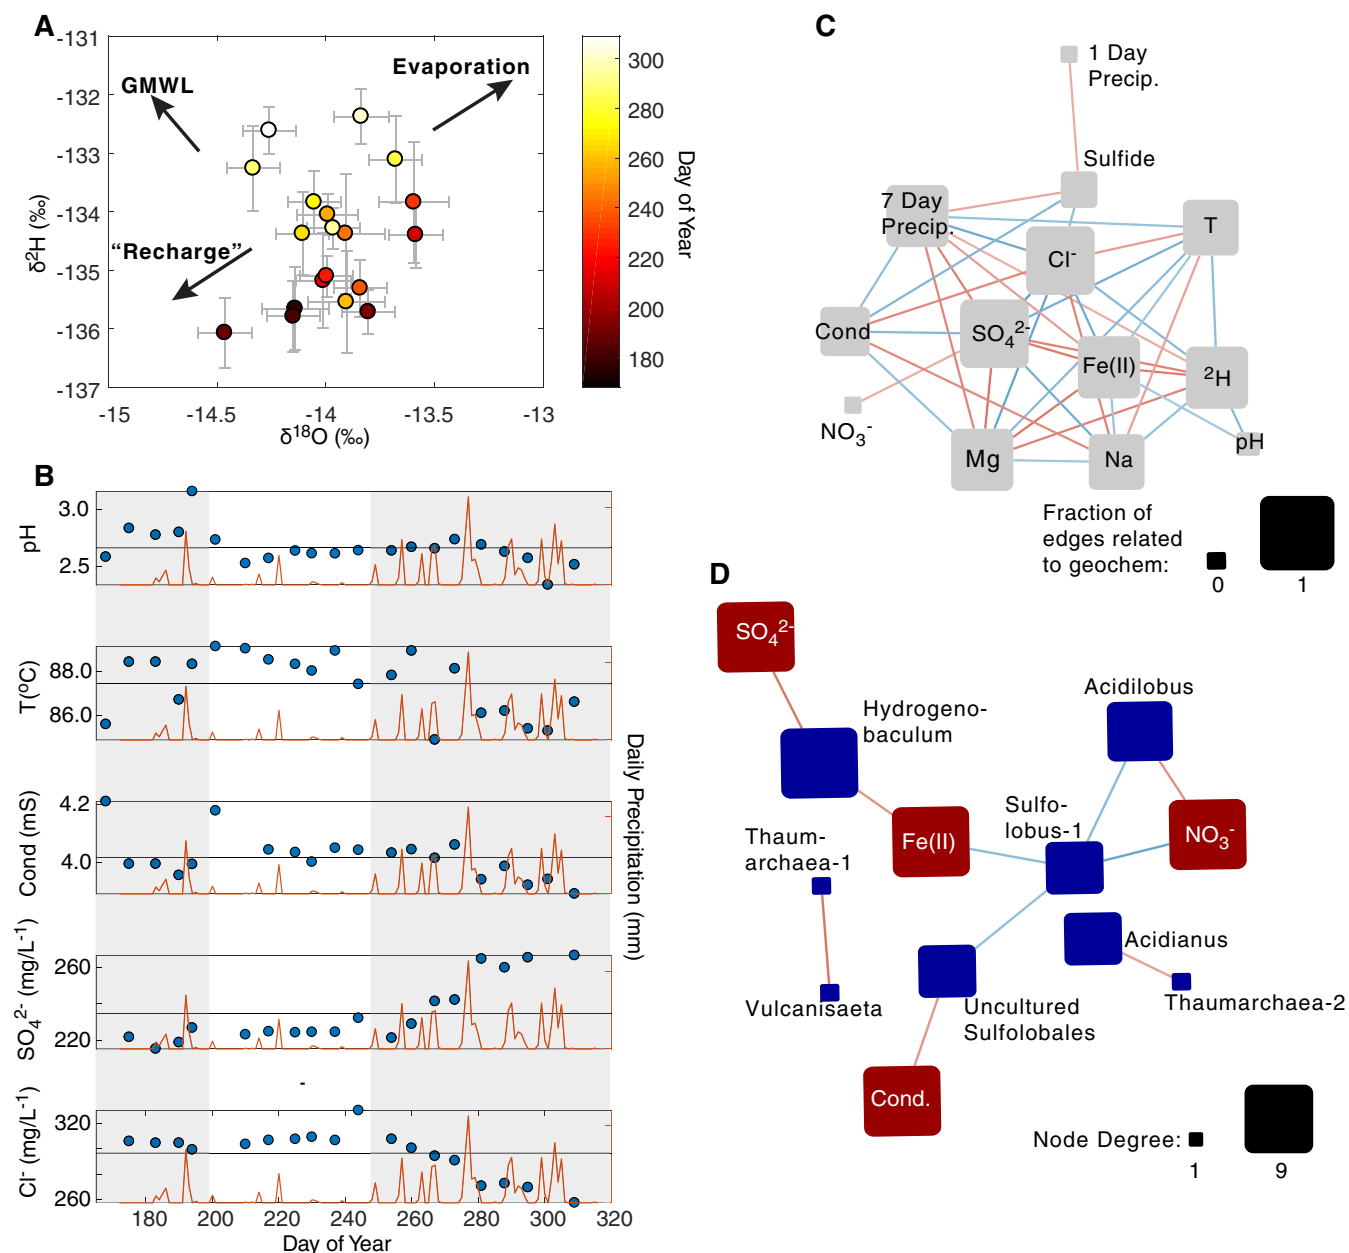 A
-131
-132
-133
-134
-135
-136
-137
δ²H (‰)
GMWL
Evaporation
“Recharge”
-15
-14.5
-14
-13.5
-13
δ¹⁸O (‰)
300
280
260
240
220
200
180
Day of Year
B
3.0
2.5
pH
88.0
86.0
T(°C)
4.2
4.0
Cond (mS)
260
220
SO₄²⁻ (mg/L⁻¹)
-
320
260
Cl⁻ (mg/L⁻¹)
180
200
220
240
260
280
300
320
Day of Year
Daily Precipitation (mm)
C
1 Day
Precip.
Sulfide
7 Day
Precip.
T
Cl⁻
Cond
SO₄²⁻
Fe(II)
²H
NO₃⁻
pH
Mg
Na
Fraction of
edges related
to geochem:
0
1
D
SO₄²⁻
Acidilobus
Hydrogeno-
baculum
Sulfo-
lobus-1
Thaum-
archaea-1
Fe(II)
NO₃⁻
Acidianus
Vulcanisaeta
Uncultured
Sulfolobales
Thaumarchaea-2
Cond.
Node Degree:
1
9